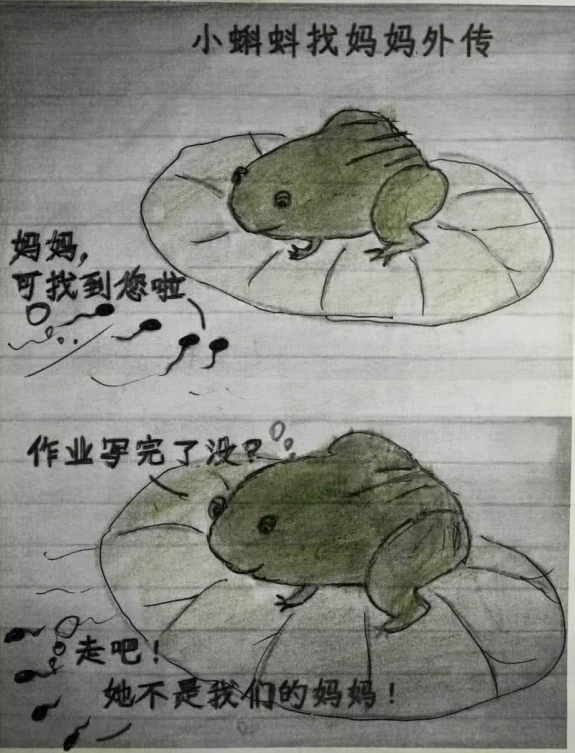 小蝌蚪找妈妈外传
妈妈，
可找到您啦
作业写完了没？
走吧！
她不是我们的妈妈！